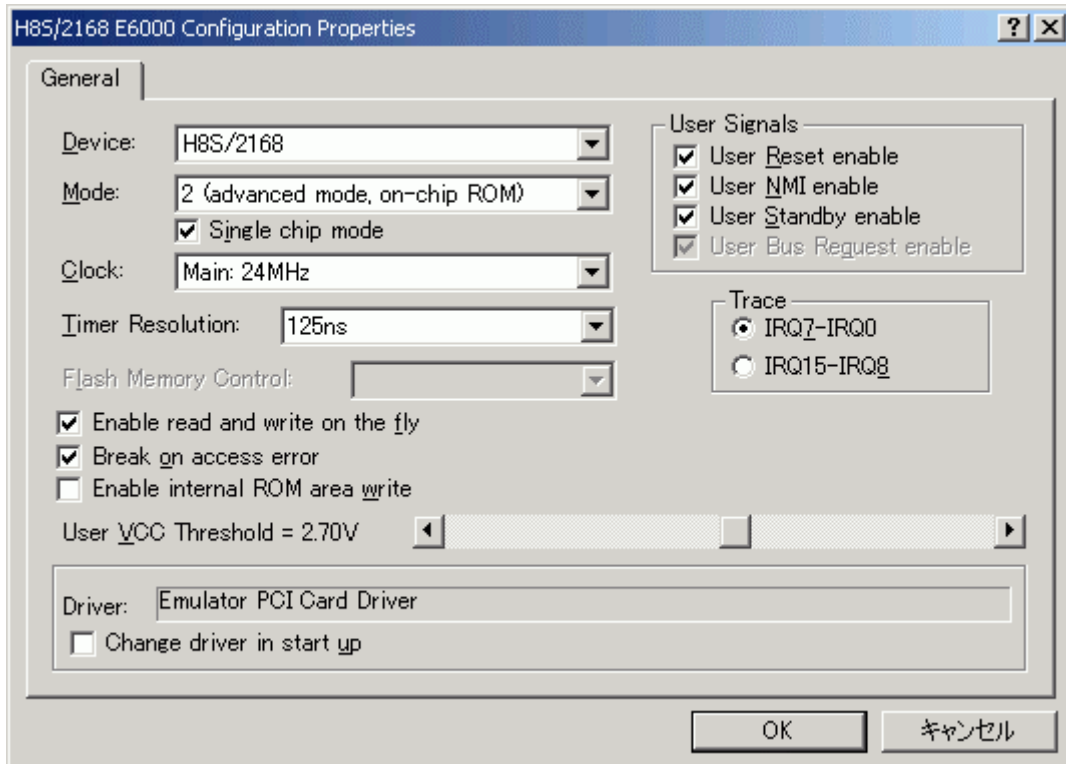 H8S/2168 E6000 Configuration Properties
General
Device: H8S/2168
Mode: 2 (advanced mode, on-chip ROM)
Single chip mode
Clock: Main: 24MHz
Timer Resolution: 125ns
Flash Memory Control:
Enable read and write on the fly
Break on access error
Enable internal ROM area write
User VCC Threshold = 2.70V
User Signals
User Reset enable
User NMI enable
User Standby enable
User Bus Reguest enable
Trace
IRQ7-IRQ0
IRQ15-IRQ8
Driver: Emulator PCI Card Driver
Change driver in start up
OK
キャンセル